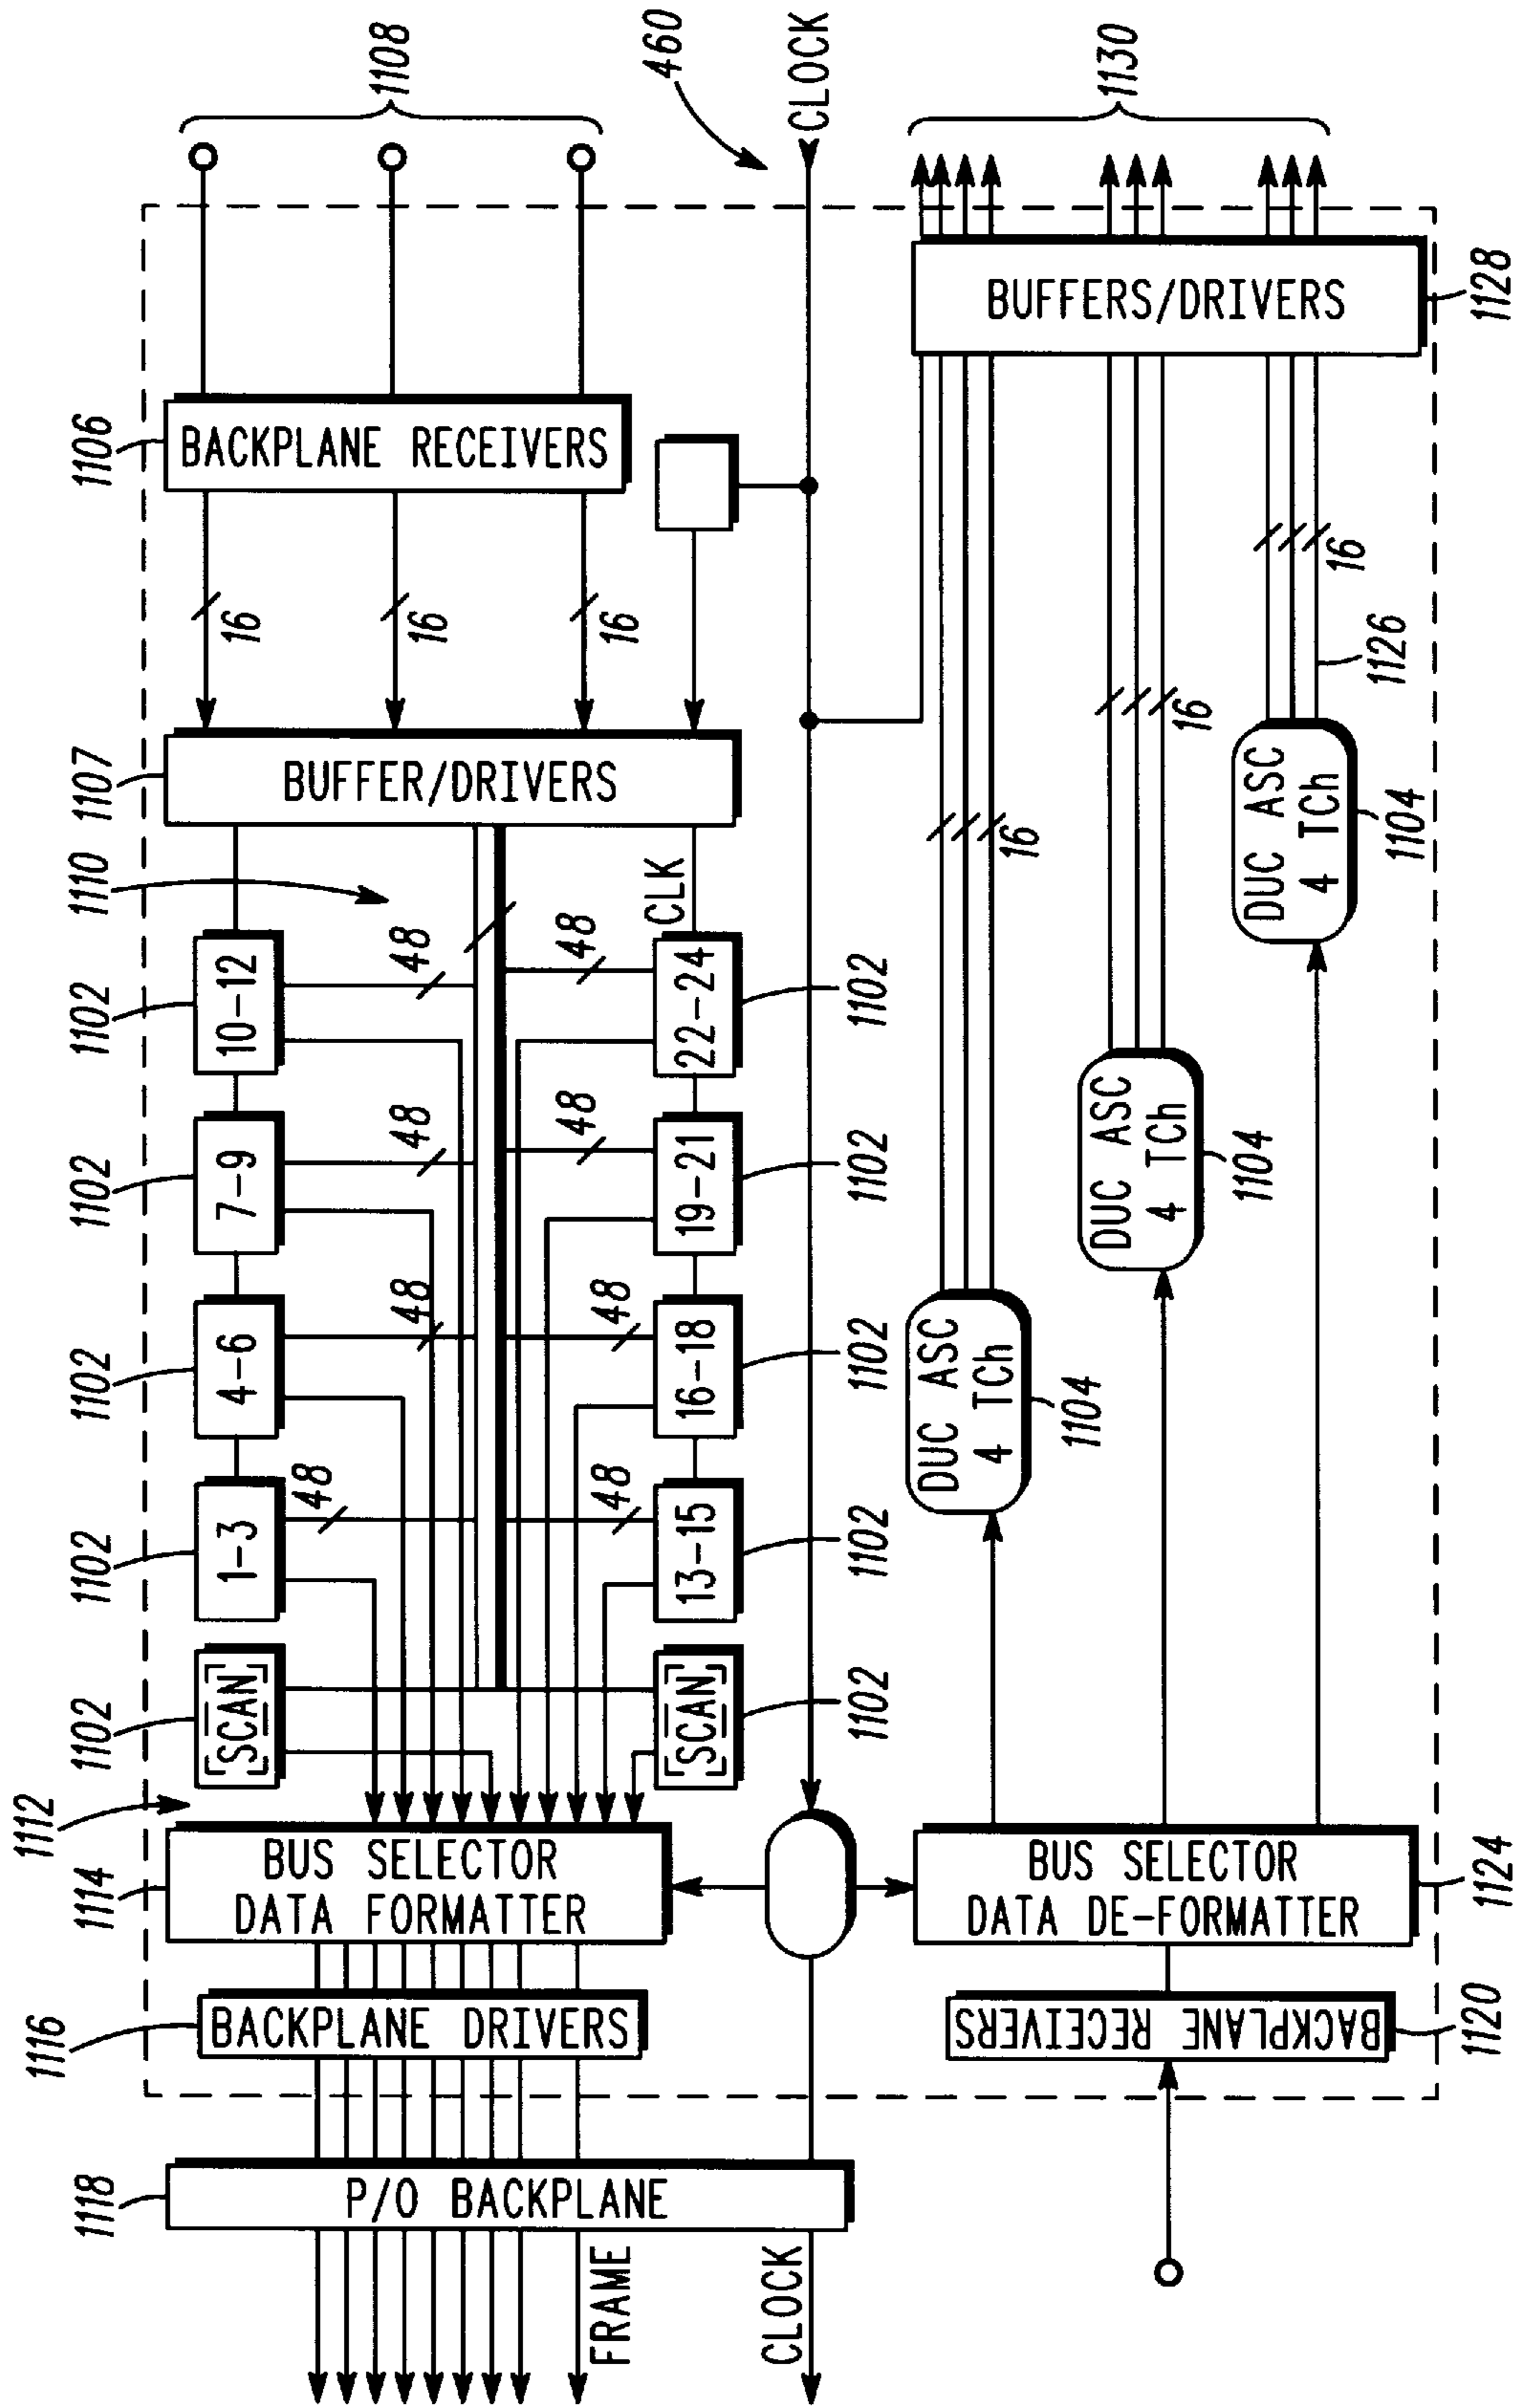 1108
460
CLOCK
1130
1106
BACKPLANE RECEIVERS
BUFFERS/DRIVERS
1128
16
16
16
16
16
16
1126
1107
BUFFER/DRIVERS
1110
CLK
DUC ASC
4 TCh
1104
1102
10-12
48
48
22-24
1102
DUC ASC
4 TCh
1104
1102
7-9
48
48
19-21
1102
DUC ASC
4 TCh
1104
1102
4-6
48
48
16-18
1102
1102
1-3
48
48
13-15
1102
1102
SCAN
SCAN
1102
1112
1114
BUS SELECTOR
DATA FORMATTER
BUS SELECTOR
DATA DE-FORMATTER
1124
1116
BACKPLANE DRIVERS
BACKPLANE RECEIVERS
1120
1118
P/O BACKPLANE
FRAME
CLOCK